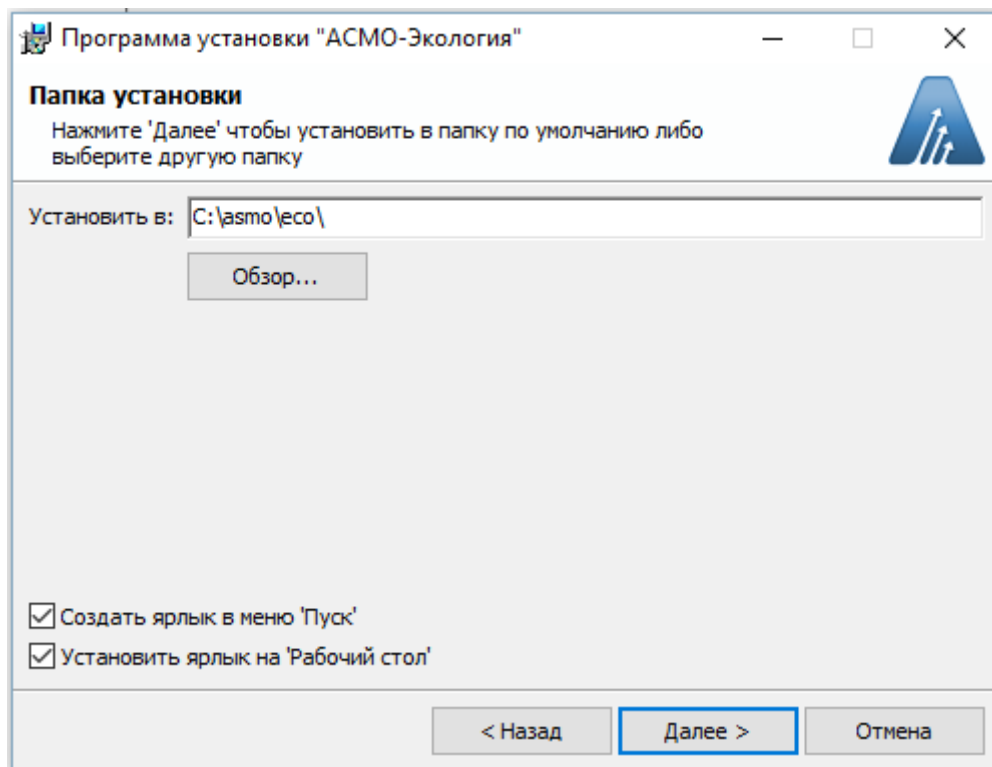 Программа установки "АСМО-Экология"
Папка установки
Нажмите 'Далее' чтобы установить в папку по умолчанию либо
выберите другую папку
Установить в: C:\asmo\eco\
Обзор...
Создать ярлык в меню 'Пуск'
Установить ярлык на 'Рабочий стол'
< Назад Далее > Отмена